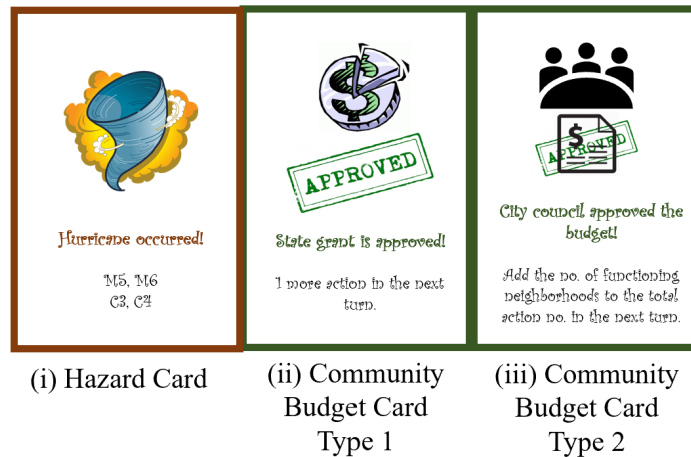 Hurricane occurred!
M5, M6
C3, C4
(i) Hazard Card
$
APPROVED
State grant is approved!
1 more action in the next
turn.
(ii) Community
Budget Card
Type 1
$
APPROVED
City council approved the
budget!
Add the no. of functioning
neighborhoods to the total
action no. in the next turn.
(iii) Community
Budget Card
Type 2